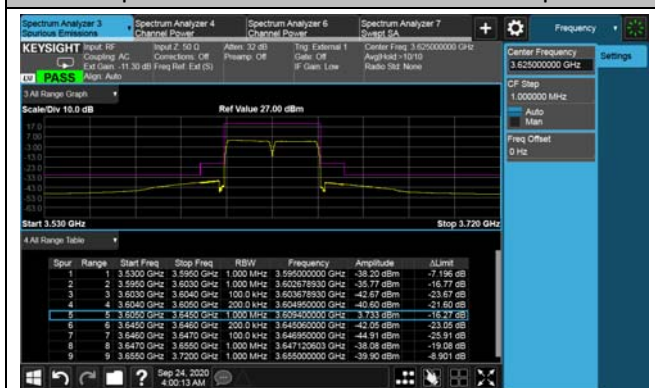 Spectrum Analyzer 3
Spurious Emissions
Spectrum Analyzer 4
Channel Power
Spectrum Analyzer 6
Channel Power
Spectrum Analyzer 7
Swept SA
+
Frequency
KEYSIGHT
Input: RF
Coupling: AC
Ext Gain: -11.30 dB
Align: Auto
Input Z: 50 Ω
Corrections: Off
Freq Ref: Ext (S)
Atten: 32 dB
Preamp: Off
Trig: External 1
Gate: Off
IF Gain: Low
Center Freq: 3.625000000 GHz
Avg|Hold:>10/10
Radio Std: None
PASS
Center Frequency
3.625000000 GHz
Settings
CF Step
1.000000 MHz
Auto
Man
Freq Offset
0 Hz
3 All Range Graph
Scale/Div 10.0 dB
Ref Value 27.00 dBm
17.0
7.00
-3.00
-13.0
-23.0
-33.0
-43.0
-53.0
-63.0
Start 3.530 GHz
Stop 3.720 GHz
4 All Range Table
Spur Range Start Freq Stop Freq RBW Frequency Amplitude ΔLimit
1 1 3.5300 GHz 3.5950 GHz 1.000 MHz 3.595000000 GHz -38.20 dBm -7.196 dB
2 2 3.5950 GHz 3.6030 GHz 1.000 MHz 3.602678930 GHz -35.77 dBm -16.77 dB
3 3 3.6030 GHz 3.6040 GHz 100.0 kHz 3.603678930 GHz -42.67 dBm -23.67 dB
4 4 3.6040 GHz 3.6050 GHz 200.0 kHz 3.604950000 GHz -40.60 dBm -21.60 dB
5 5 3.6050 GHz 3.6450 GHz 1.000 MHz 3.609400000 GHz 3.733 dBm -16.27 dB
6 6 3.6450 GHz 3.6460 GHz 200.0 kHz 3.645060000 GHz -42.05 dBm -23.05 dB
7 7 3.6460 GHz 3.6470 GHz 100.0 kHz 3.646950000 GHz -44.91 dBm -25.91 dB
8 8 3.6470 GHz 3.6550 GHz 1.000 MHz 3.647120603 GHz -38.08 dBm -19.08 dB
9 9 3.6550 GHz 3.7200 GHz 1.000 MHz 3.655000000 GHz -39.90 dBm -8.901 dB
?
Sep 24, 2020
4:00:13 AM